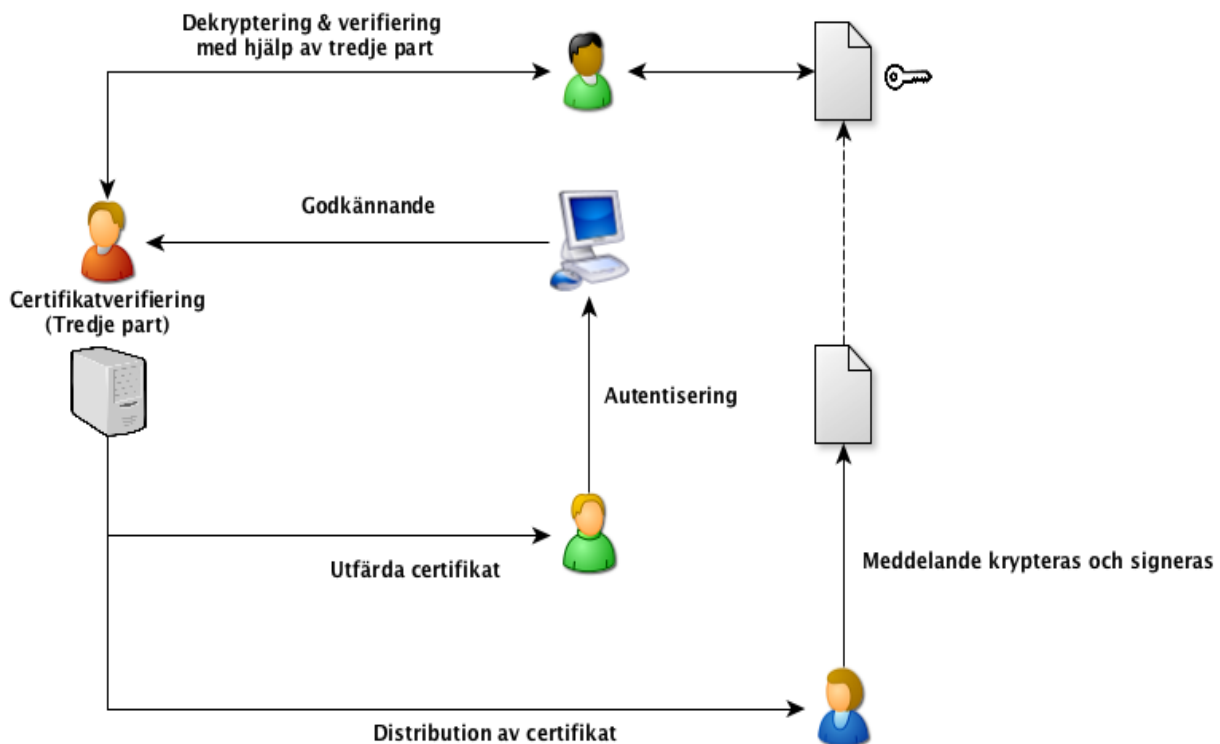 Dekryptering & verifiering
med hjälp av tredje part
Godkännande
Certifikatverifiering
(Tredje part)
Autentisering
Utfärda certifikat
Meddelande krypteras och signeras
Distribution av certifikat